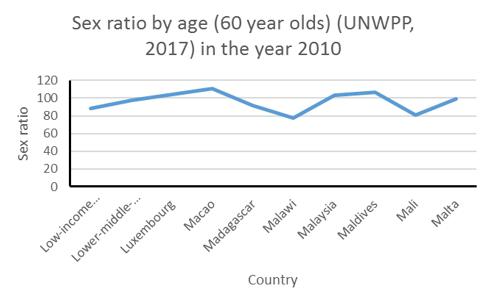 Sex ratio by age (60 year olds) (UNWPP,
2017) in the year 2010
120
100
80
60
40
20
0
Sex ratio
Low-income...
Lower-middle-...
Luxembourg
Macao
Madagascar
Malawi
Malaysia
Maldives
Mali
Malta
Country